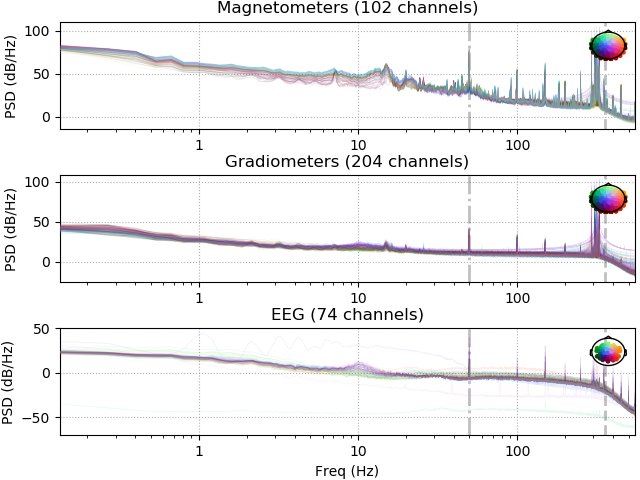 Magnetometers (102 channels)
100
50
0
PSD (dB/Hz)
1
10
100
Gradiometers (204 channels)
100
50
0
PSD (dB/Hz)
1
10
100
EEG (74 channels)
50
0
−50
PSD (dB/Hz)
1
10
100
Freq (Hz)